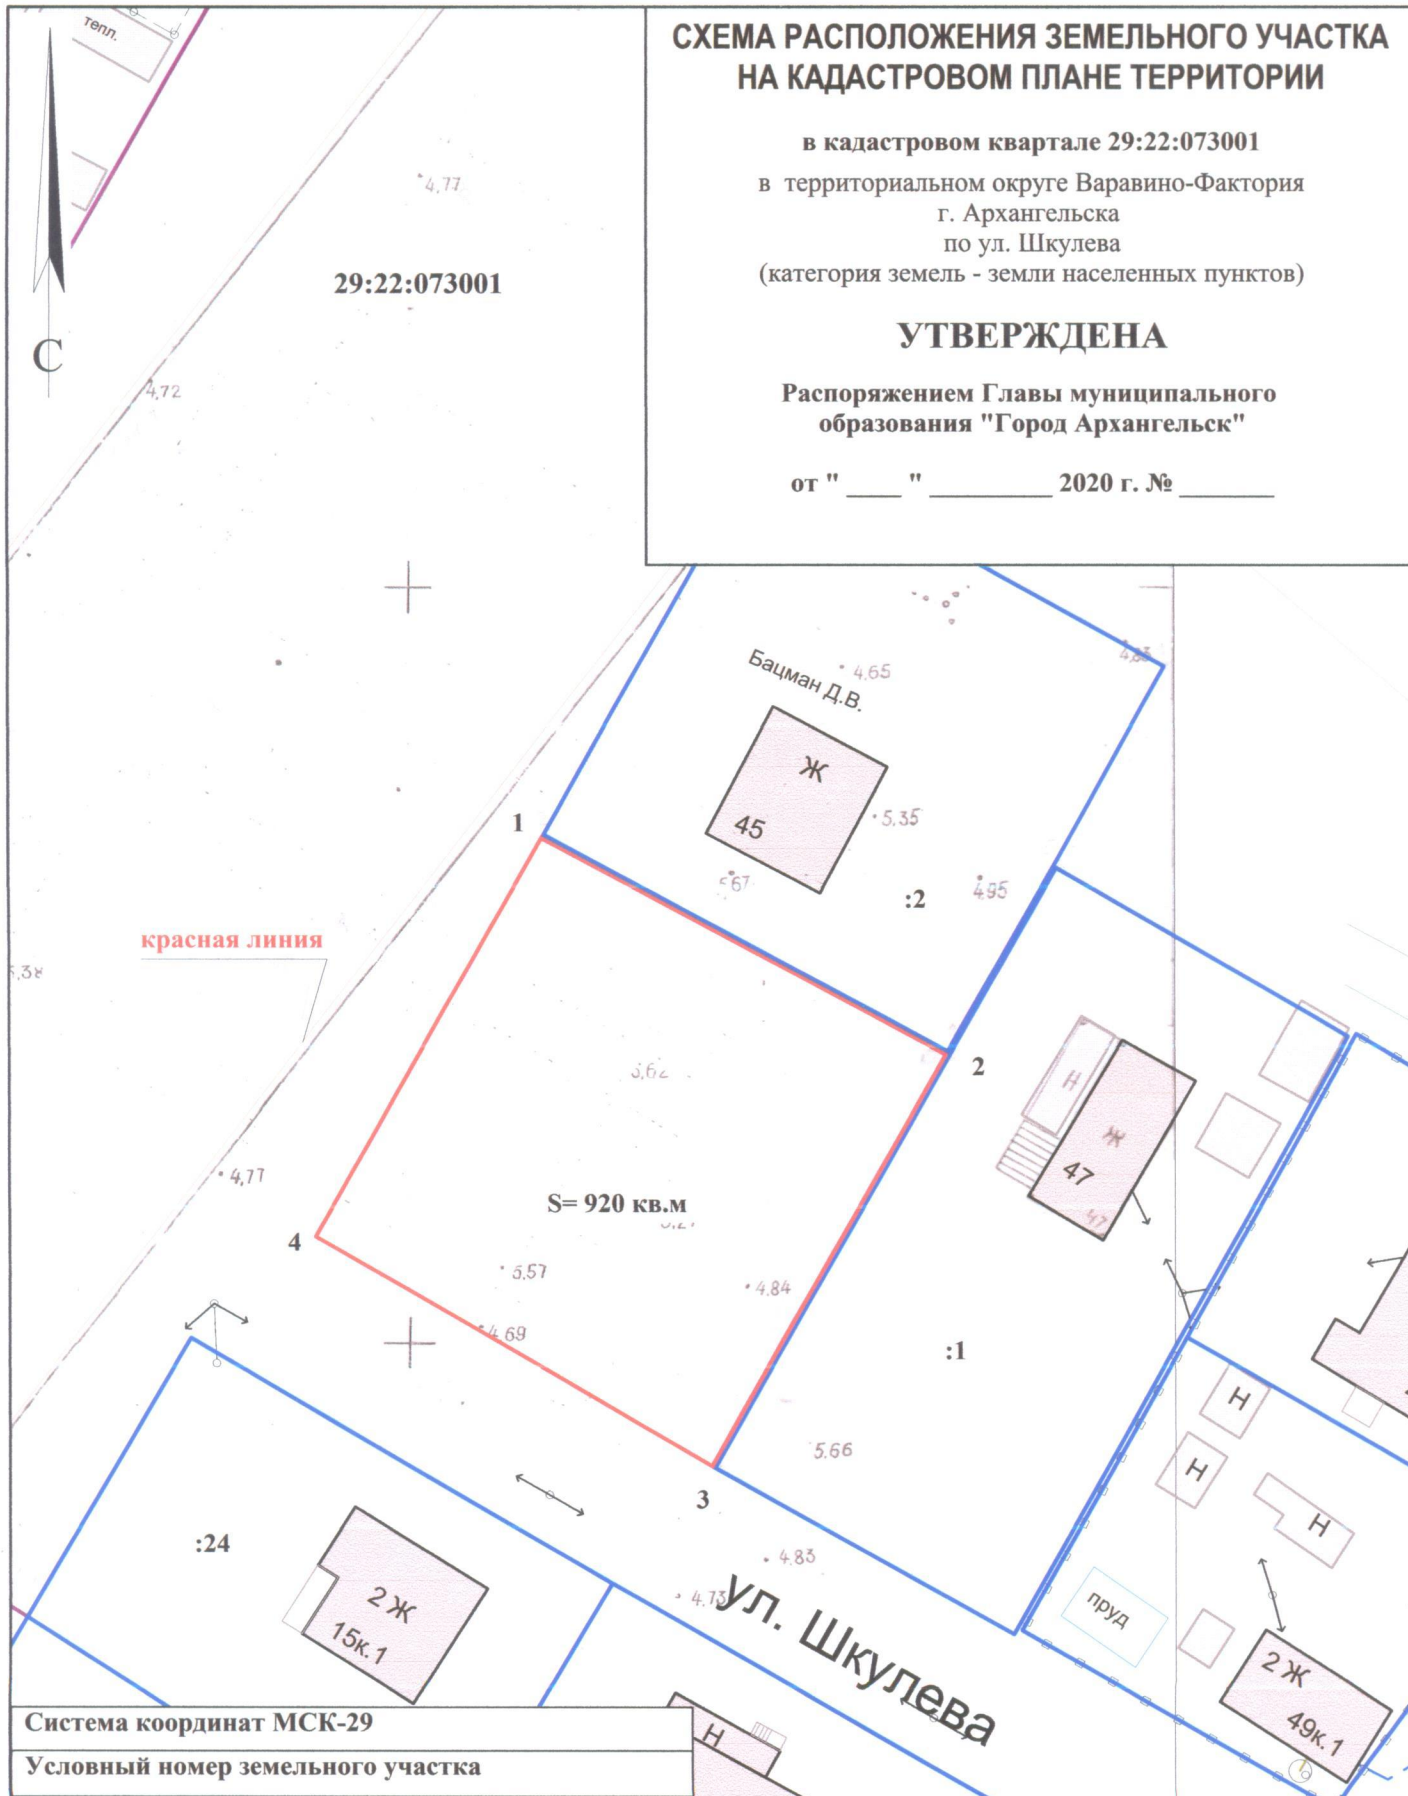 тепл.
СХЕМА РАСПОЛОЖЕНИЯ ЗЕМЕЛЬНОГО УЧАСТКА
НА КАДАСТРОВОМ ПЛАНЕ ТЕРРИТОРИИ
в кадастровом квартале 29:22:073001
в территориальном округе Варавино-Фактория
г. Архангельска
по ул. Шкулева
(категория земель - земли населенных пунктов)
УТВЕРЖДЕНА
Распоряжением Главы муниципального
образования "Город Архангельск"
от " ____ " _________ 2020 г. № _______
4,77
29:22:073001
С
4,72
4,83
Бацман Д.В.
4.65
Ж
45
5,35
1
:2
4,95
красная линия
2
Н
Ж
47
47
4,77
S= 920 кв.м
4
5,57
4.84
4.69
:1
Н
5.66
Н
3
Н
:24
4.83
4.73
2 Ж
15к.1
ул. Шкулева
пруд
2 Ж
49к.1
Н
Система координат МСК-29
Условный номер земельного участка